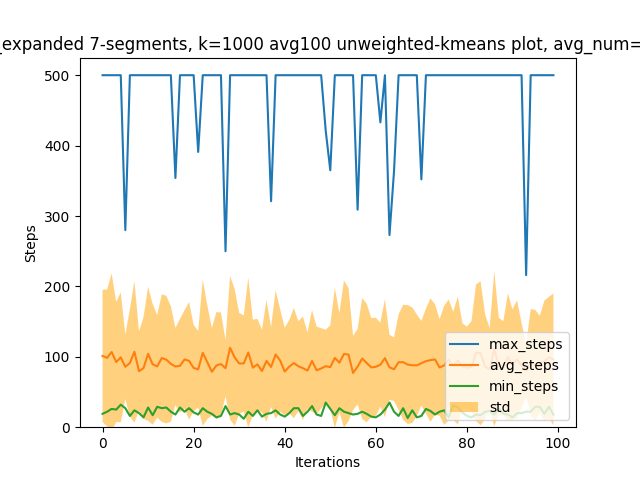 _expanded 7-segments, k=1000 avg100 unweighted-kmeans plot, avg_num=
500
400
300
200
100
0
Steps
0 20 40 60 80 100
Iterations
max_steps
avg_steps
min_steps
std